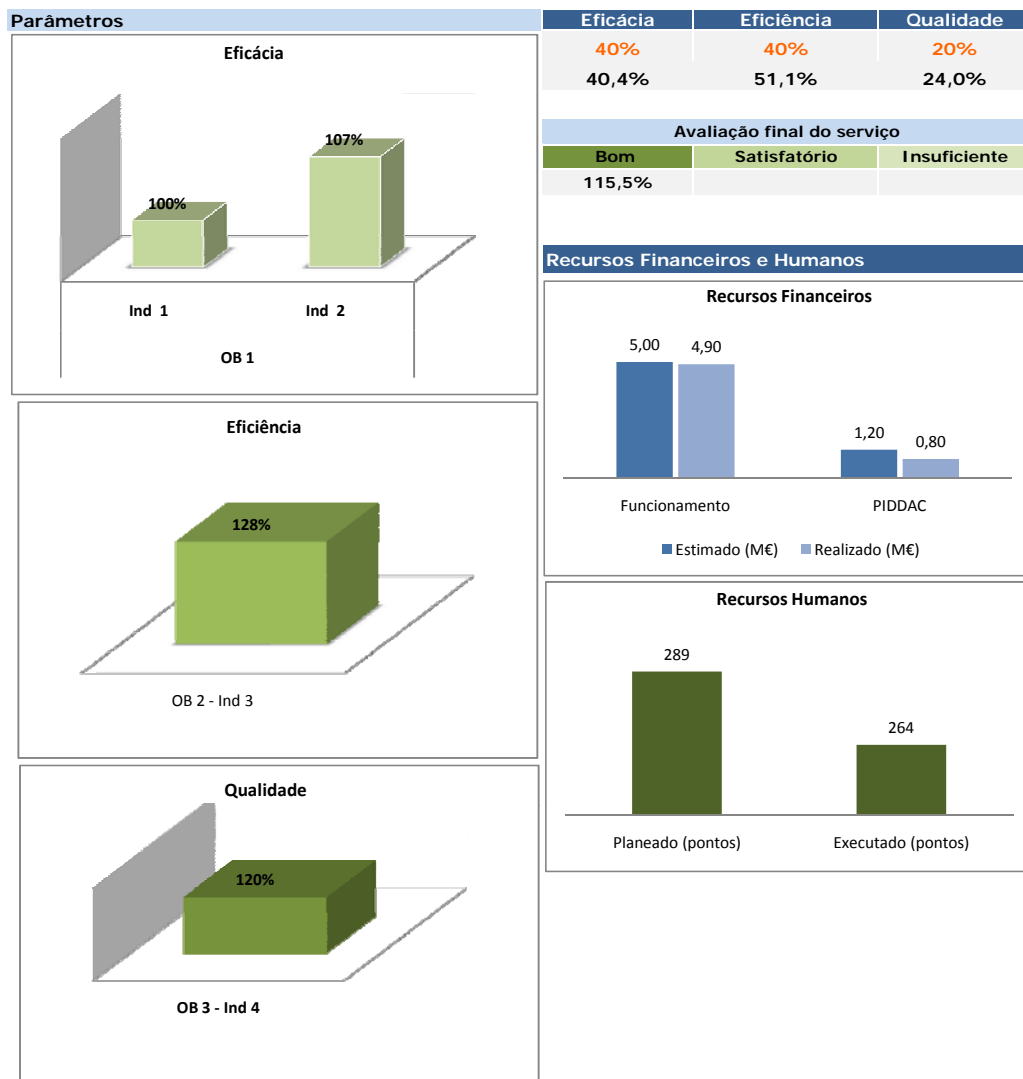 Parâmetros
Eficácia
107%
100%
Ind 1 Ind 2
OB 1
Eficiência
128%
OB 2 - Ind 3
Qualidade
120%
OB 3 - Ind 4
Eficácia Eficiência Qualidade
40% 40% 20%
40,4% 51,1% 24,0%
Avaliação final do serviço
Bom Satisfatório Insuficiente
115,5%
Recursos Financeiros e Humanos
Recursos Financeiros
5,00 4,90
1,20 0,80
Funcionamento PIDDAC
Estimado (M€) Realizado (M€)
Recursos Humanos
289
264
Planeado (pontos) Executado (pontos)